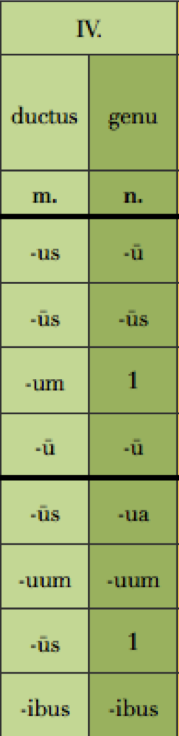 IV.
ductus genu
m. n.
-us -ū
-ūs -ūs
-um 1
-ū -ū
-ūs -ua
-uum -uum
-ūs 1
-ibus -ibus